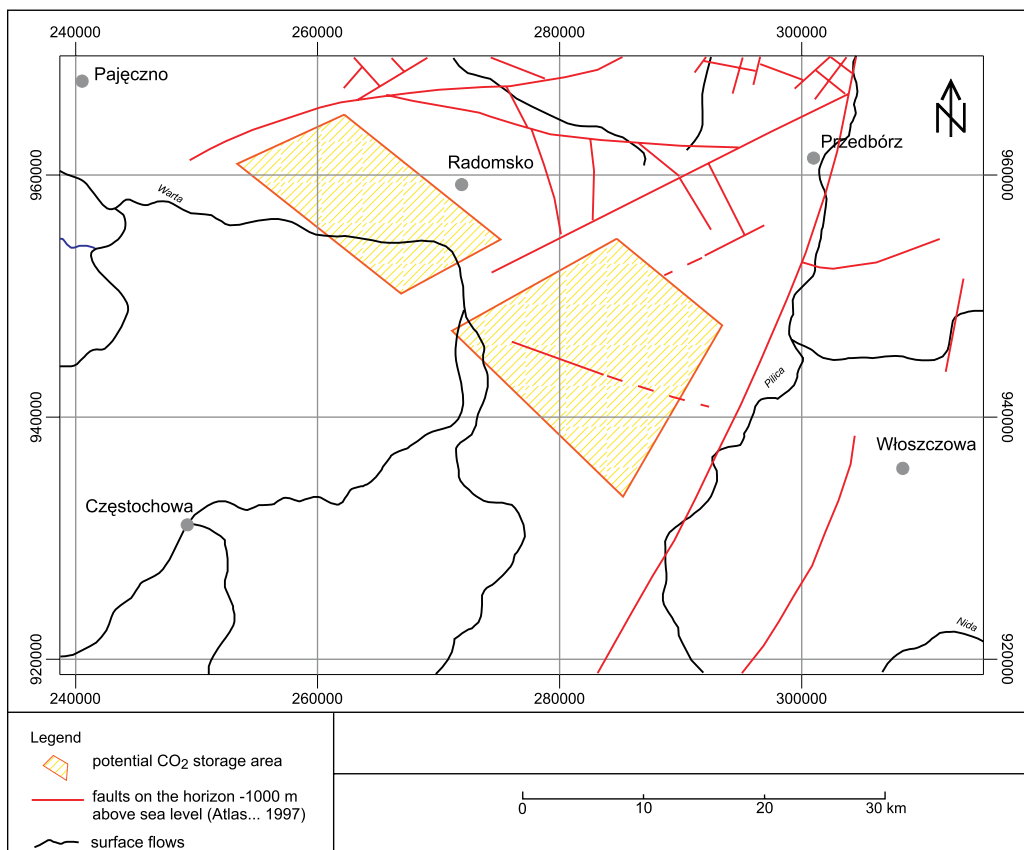 240000
260000
280000
300000
Pajęczno
Przedbórz
Radomsko
960000
960000
Warta
Pilica
940000
940000
Włoszczowa
Częstochowa
Nida
920000
920000
240000
260000
280000
300000
N
Legend
potential CO₂ storage area
faults on the horizon -1000 m
above sea level (Atlas... 1997)
surface flows
0
10
20
30 km